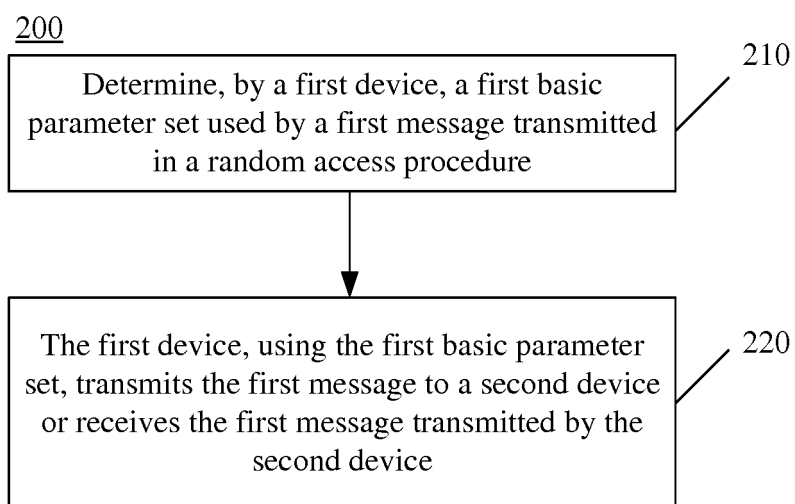 200
210
Determine, by a first device, a first basic
parameter set used by a first message transmitted
in a random access procedure
220
The first device, using the first basic parameter
set, transmits the first message to a second device
or receives the first message transmitted by the
second device